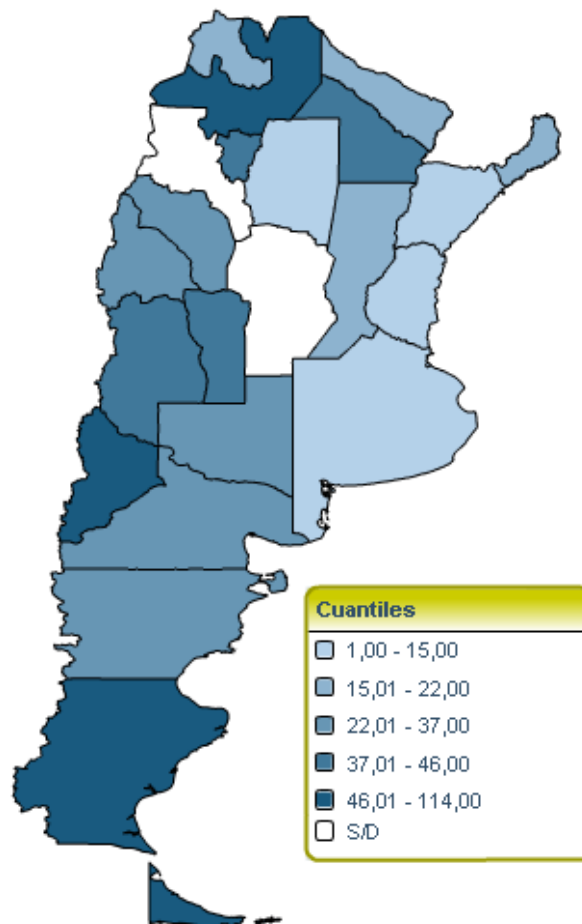 Cuantiles
1,00 - 15,00
15,01 - 22,00
22,01 - 37,00
37,01 - 46,00
46,01 - 114,00
S/D